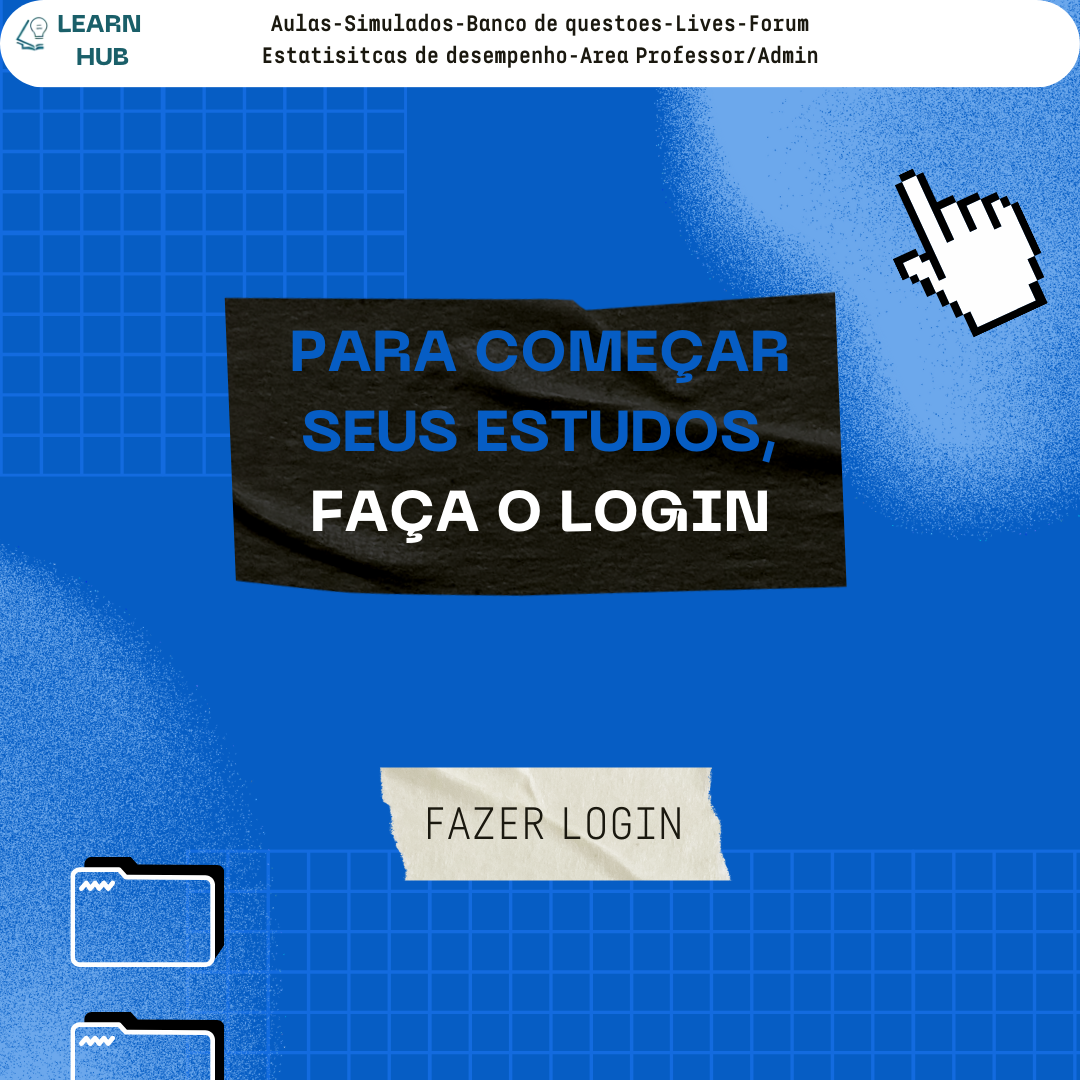 LEARN
HUB
Aulas-Simulados-Banco de questoes-Lives-Forum
Estatisitcas de desempenho-Area Professor/Admin
PARA COMEÇAR
SEUS ESTUDOS,
FAÇA O LOGIN
FAZER LOGIN